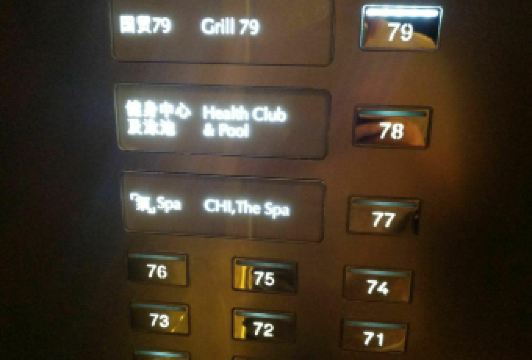 国贸79 Grill 79 79
健身中心 Health Club
及泳池 & Pool 78
「氣」Spa CHI,The Spa 77
76 75 74
73 72 71